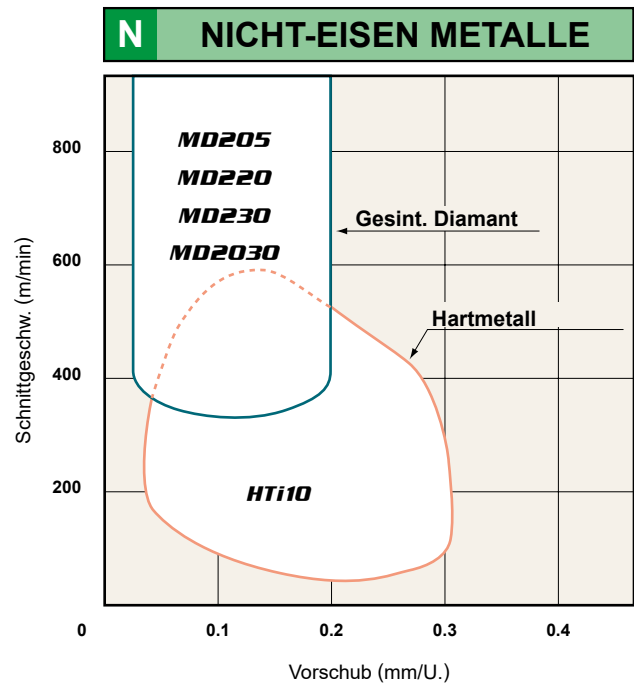 N NICHT-EISEN METALLE
800
600
400
200
0
0.1
0.2
0.3
0.4
Schnittgeschw. (m/min)
Vorschub (mm/U.)
MD205
MD220
MD230
MD2030
Gesint. Diamant
Hartmetall
HTi10